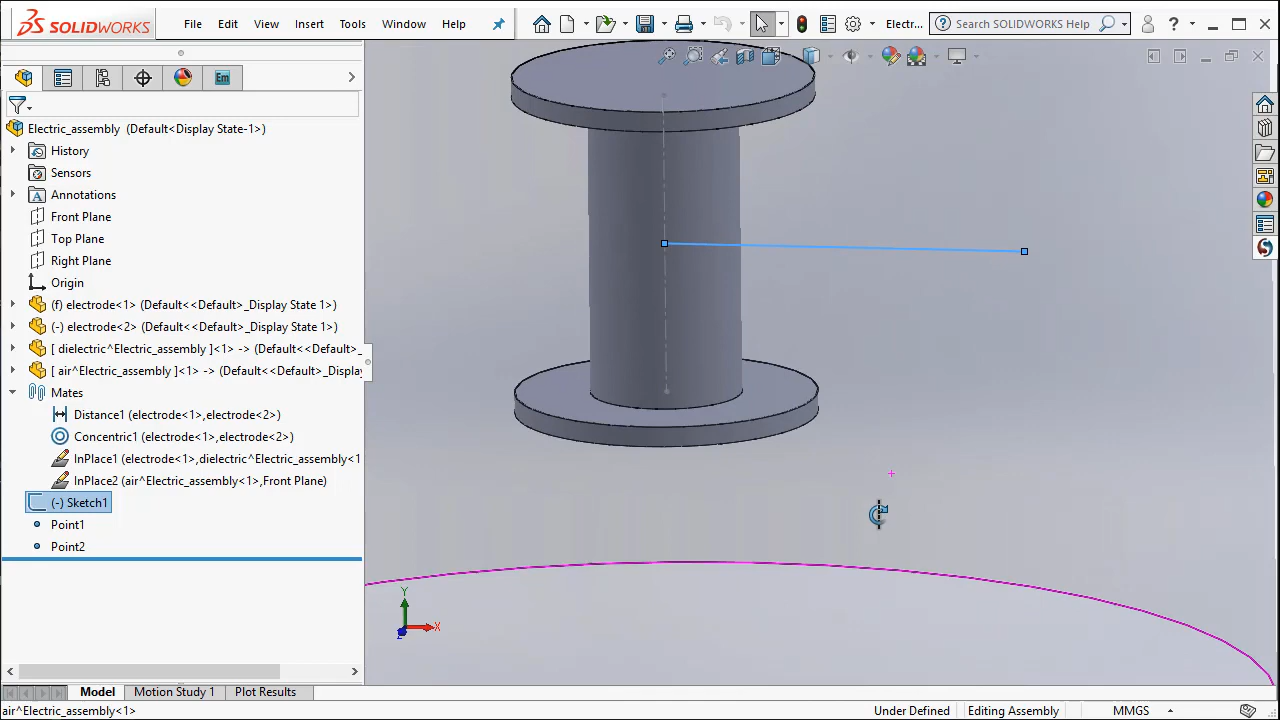 SOLIDWORKS
File Edit View Insert Tools Window Help
Electr...
Search SOLIDWORKS Help
?
Em
Electric_assembly (Default<Display State-1>)
History
Sensors
A Annotations
Front Plane
Top Plane
Right Plane
Origin
(f) electrode<1> (Default<<Default>_Display State 1>)
(-) electrode<2> (Default<<Default>_Display State 1>)
[ dielectric^Electric_assembly ]<1> -> (Default<<Default>_
[ air^Electric_assembly ]<1> -> (Default<<Default>_Display
Mates
Distance1 (electrode<1>,electrode<2>)
Concentric1 (electrode<1>,electrode<2>)
InPlace1 (electrode<1>,dielectric^Electric_assembly<1
InPlace2 (air^Electric_assembly<1>,Front Plane)
(-) Sketch1
Point1
Point2
Y
X
Z
Model Motion Study 1 Plot Results
air^Electric_assembly<1>
Under Defined Editing Assembly MMGS